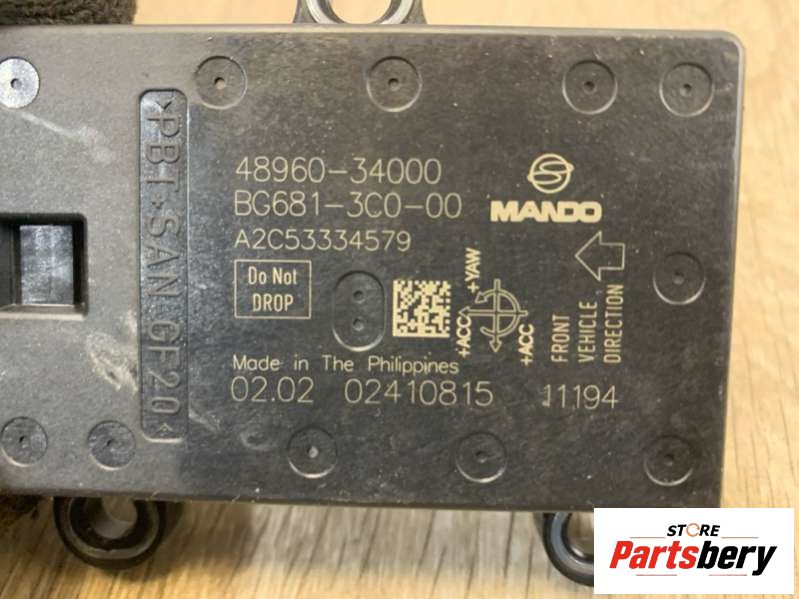 >PBT+SAN-GF20<
48960-34000
BG681-3C0-00
MANDO
A2C53334579
Do Not
DROP
+YAW
+ACC
+ACC
FRONT
VEHICLE
DIRECTION
Made in The Philippines
02.02 02410815 11194
STORE
Partsbery